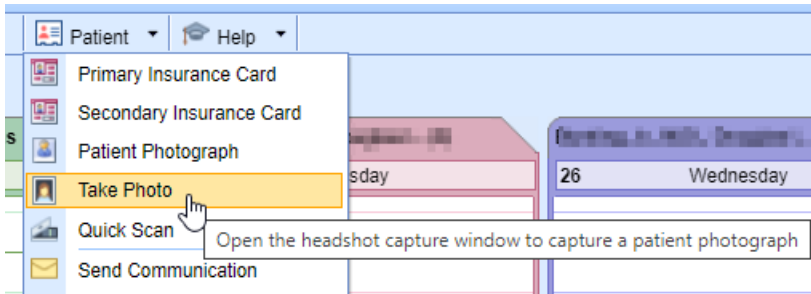 Patient Help
Primary Insurance Card
Secondary Insurance Card
s
Patient Photograph
sday 26 Wednesday
Take Photo
Quick Scan
Open the headshot capture window to capture a patient photograph
Send Communication